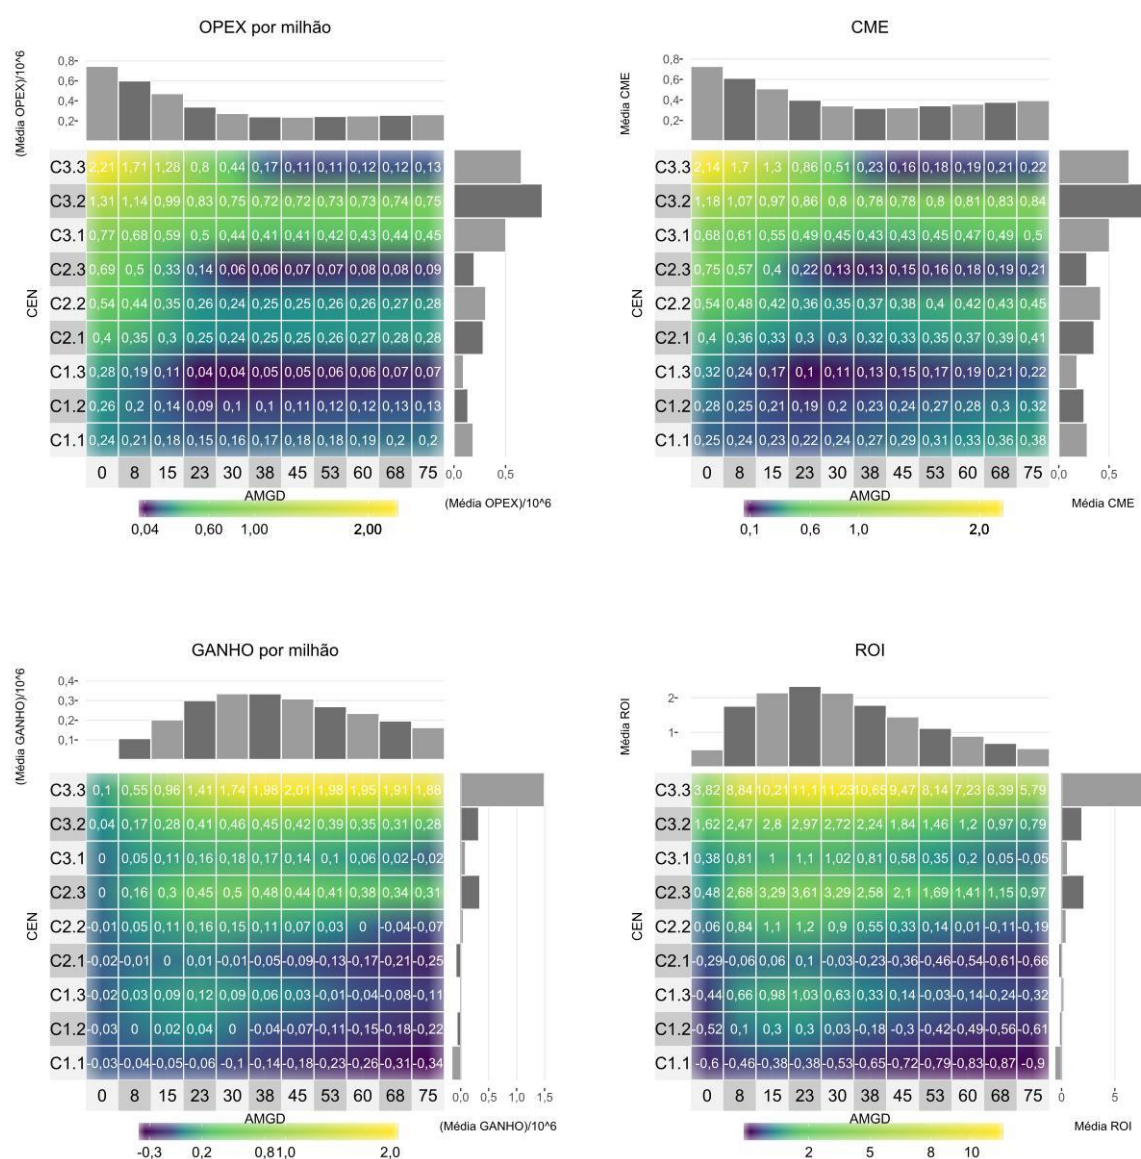 OPEX por milhão
(Média OPEX)/10^6
0,8
0,6
0,4
0,2
CEN
C3.3 2,21 1,71 1,28 0,8 0,44 0,17 0,11 0,11 0,12 0,12 0,13
C3.2 1,31 1,14 0,99 0,83 0,75 0,72 0,72 0,73 0,73 0,74 0,75
C3.1 0,77 0,68 0,59 0,5 0,44 0,41 0,41 0,42 0,43 0,44 0,45
C2.3 0,69 0,5 0,33 0,14 0,06 0,06 0,07 0,07 0,08 0,08 0,09
C2.2 0,54 0,44 0,35 0,26 0,24 0,25 0,25 0,26 0,26 0,27 0,28
C2.1 0,4 0,35 0,3 0,25 0,24 0,25 0,25 0,26 0,27 0,28 0,28
C1.3 0,28 0,19 0,11 0,04 0,04 0,05 0,05 0,06 0,06 0,07 0,07
C1.2 0,26 0,2 0,14 0,09 0,1 0,1 0,11 0,12 0,12 0,13 0,13
C1.1 0,24 0,21 0,18 0,15 0,16 0,17 0,18 0,18 0,19 0,2 0,2
0 8 15 23 30 38 45 53 60 68 75 0,0 0,5
AMGD
(Média OPEX)/10^6
0,04 0,60 1,00 2,00
CME
Média CME
0,8
0,6
0,4
0,2
CEN
C3.3 2,14 1,7 1,3 0,86 0,51 0,23 0,16 0,18 0,19 0,21 0,22
C3.2 1,18 1,07 0,97 0,86 0,8 0,78 0,78 0,8 0,81 0,83 0,84
C3.1 0,68 0,61 0,55 0,49 0,45 0,43 0,43 0,45 0,47 0,49 0,5
C2.3 0,75 0,57 0,4 0,22 0,13 0,13 0,15 0,16 0,18 0,19 0,21
C2.2 0,54 0,48 0,42 0,36 0,35 0,37 0,38 0,4 0,42 0,43 0,45
C2.1 0,4 0,36 0,33 0,3 0,3 0,32 0,33 0,35 0,37 0,39 0,41
C1.3 0,32 0,24 0,17 0,1 0,11 0,13 0,15 0,17 0,19 0,21 0,22
C1.2 0,28 0,25 0,21 0,19 0,2 0,23 0,24 0,27 0,28 0,3 0,32
C1.1 0,25 0,24 0,23 0,22 0,24 0,27 0,29 0,31 0,33 0,36 0,38
0 8 15 23 30 38 45 53 60 68 75 0,0 0,5
AMGD
Média CME
0,1 0,6 1,0 2,0
GANHO por milhão
(Média GANHO)/10^6
0,4
0,3
0,2
0,1
CEN
C3.3 0,1 0,55 0,96 1,41 1,74 1,98 2,01 1,98 1,95 1,91 1,88
C3.2 0,04 0,17 0,28 0,41 0,46 0,45 0,42 0,39 0,35 0,31 0,28
C3.1 0 0,05 0,11 0,16 0,18 0,17 0,14 0,1 0,06 0,02 -0,02
C2.3 0 0,16 0,3 0,45 0,5 0,48 0,44 0,41 0,38 0,34 0,31
C2.2 -0,01 0,05 0,11 0,16 0,15 0,11 0,07 0,03 0 -0,04 -0,07
C2.1 -0,02 -0,01 0 0,01 -0,01 -0,05 -0,09 -0,13 -0,17 -0,21 -0,25
C1.3 -0,02 0,03 0,09 0,12 0,09 0,06 0,03 -0,01 -0,04 -0,08 -0,11
C1.2 -0,03 0 0,02 0,04 0 -0,04 -0,07 -0,11 -0,15 -0,18 -0,22
C1.1 -0,03 -0,04 -0,05 -0,06 -0,1 -0,14 -0,18 -0,23 -0,26 -0,31 -0,34
0 8 15 23 30 38 45 53 60 68 75 0,0 0,5 1,0 1,5
AMGD
(Média GANHO)/10^6
-0,3 0,2 0,8 1,0 2,0
ROI
Média ROI
2
1
CEN
C3.3 3,82 8,84 10,21 11,1 11,23 10,65 9,47 8,14 7,23 6,39 5,79
C3.2 1,62 2,47 2,8 2,97 2,72 2,24 1,84 1,46 1,2 0,97 0,79
C3.1 0,38 0,81 1 1,1 1,02 0,81 0,58 0,35 0,2 0,05 -0,05
C2.3 0,48 2,68 3,29 3,61 3,29 2,58 2,1 1,69 1,41 1,15 0,97
C2.2 0,06 0,84 1,1 1,2 0,9 0,55 0,33 0,14 0,01 -0,11 -0,19
C2.1 -0,29 -0,06 0,06 0,1 -0,03 -0,23 -0,36 -0,46 -0,54 -0,61 -0,66
C1.3 -0,44 0,66 0,98 1,03 0,63 0,33 0,14 -0,03 -0,14 -0,24 -0,32
C1.2 -0,52 0,1 0,3 0,3 0,03 -0,18 -0,3 -0,42 -0,49 -0,56 -0,61
C1.1 -0,6 -0,46 -0,38 -0,38 -0,53 -0,65 -0,72 -0,79 -0,83 -0,87 -0,9
0 8 15 23 30 38 45 53 60 68 75 0 5
AMGD
Média ROI
2 5 8 10